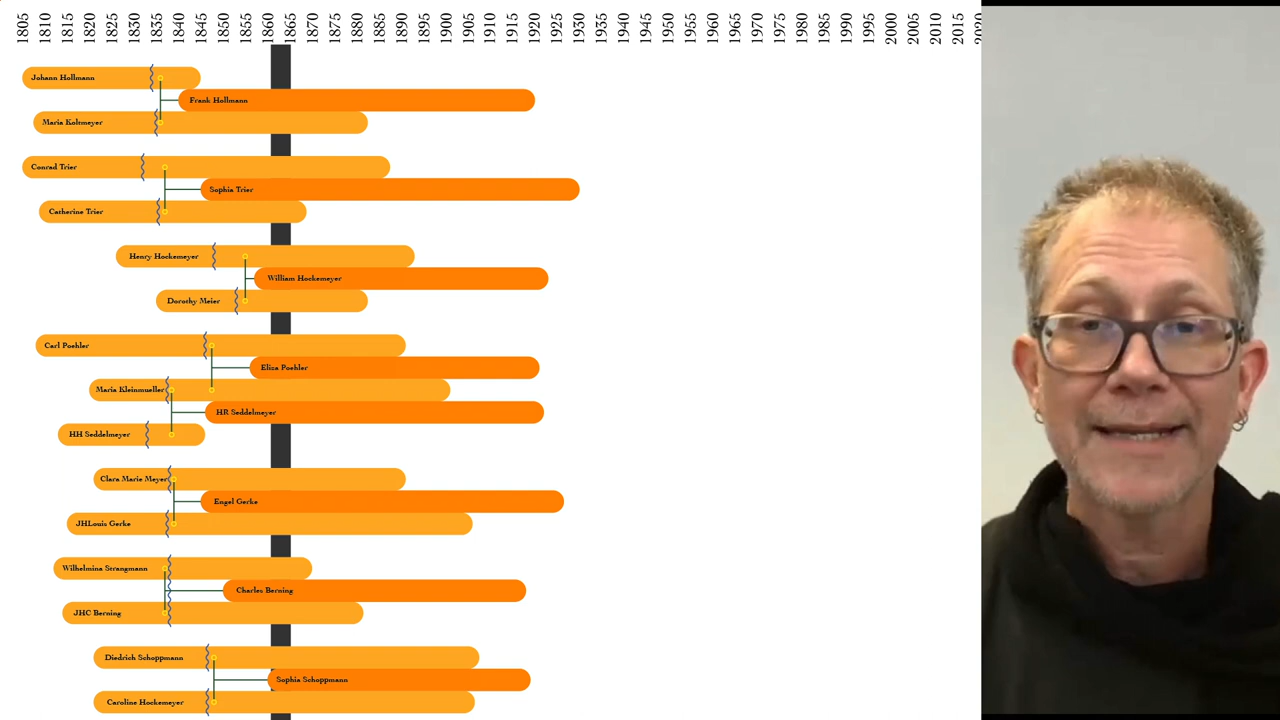 1805 1810 1815 1820 1825 1830 1835 1840 1845 1850 1855 1860 1865 1870 1875 1880 1885 1890 1895 1900 1905 1910 1915 1920 1925 1930 1935 1940 1945 1950 1955 1960 1965 1970 1975 1980 1985 1990 1995 2000 2005 2010 2015
Johann Hollmann
Frank Hollmann
Maria Koltmeyer
Conrad Trier
Sophia Trier
Catherine Trier
Henry Hockemeyer
William Hockemeyer
Dorothy Meier
Carl Poehler
Eliza Poehler
Maria Kleinmueller
HR Seddelmeyer
HH Seddelmeyer
Clara Marie Meyer
Engel Gerke
JHLouis Gerke
Wilhelmina Strangmann
Charles Berning
JHC Berning
Diedrich Schoppmann
Sophia Schoppmann
Caroline Hockemeyer